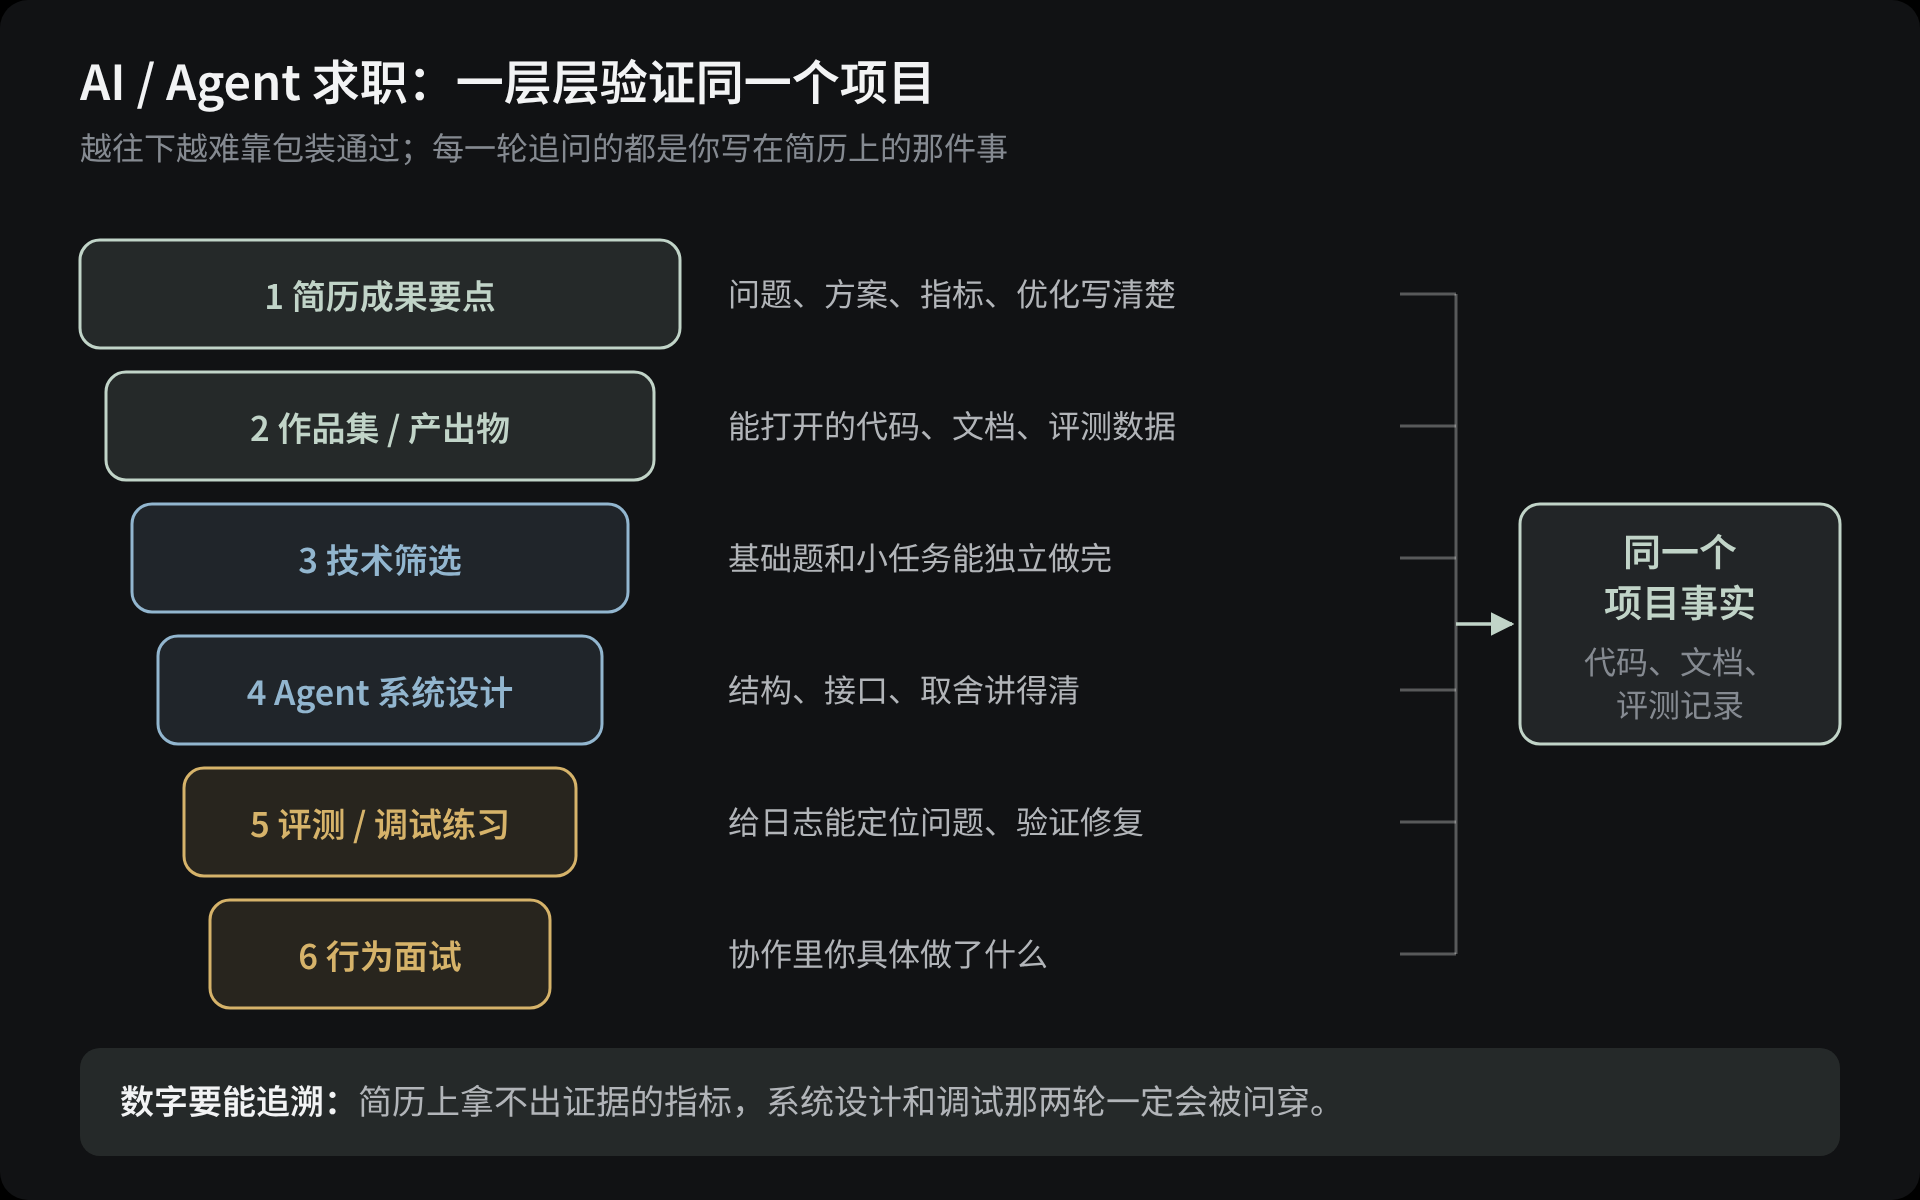 AI / Agent 求职：一层层验证同一个项目
越往下越难靠包装通过；每一轮追问的都是你写在简历上的那件事
1 简历成果要点
问题、方案、指标、优化写清楚
2 作品集 / 产出物
能打开的代码、文档、评测数据
3 技术筛选
基础题和小任务能独立做完
4 Agent 系统设计
结构、接口、取舍讲得清
5 评测 / 调试练习
给日志能定位问题、验证修复
6 行为面试
协作里你具体做了什么
同一个
项目事实
代码、文档、
评测记录
数字要能追溯：简历上拿不出证据的指标，系统设计和调试那两轮一定会被问穿。